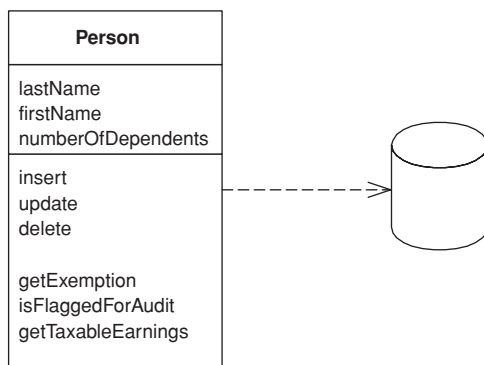 Person
lastName
firstName
numberOfDependents
insert
update
delete
getExemption
isFlaggedForAudit
getTaxableEarnings